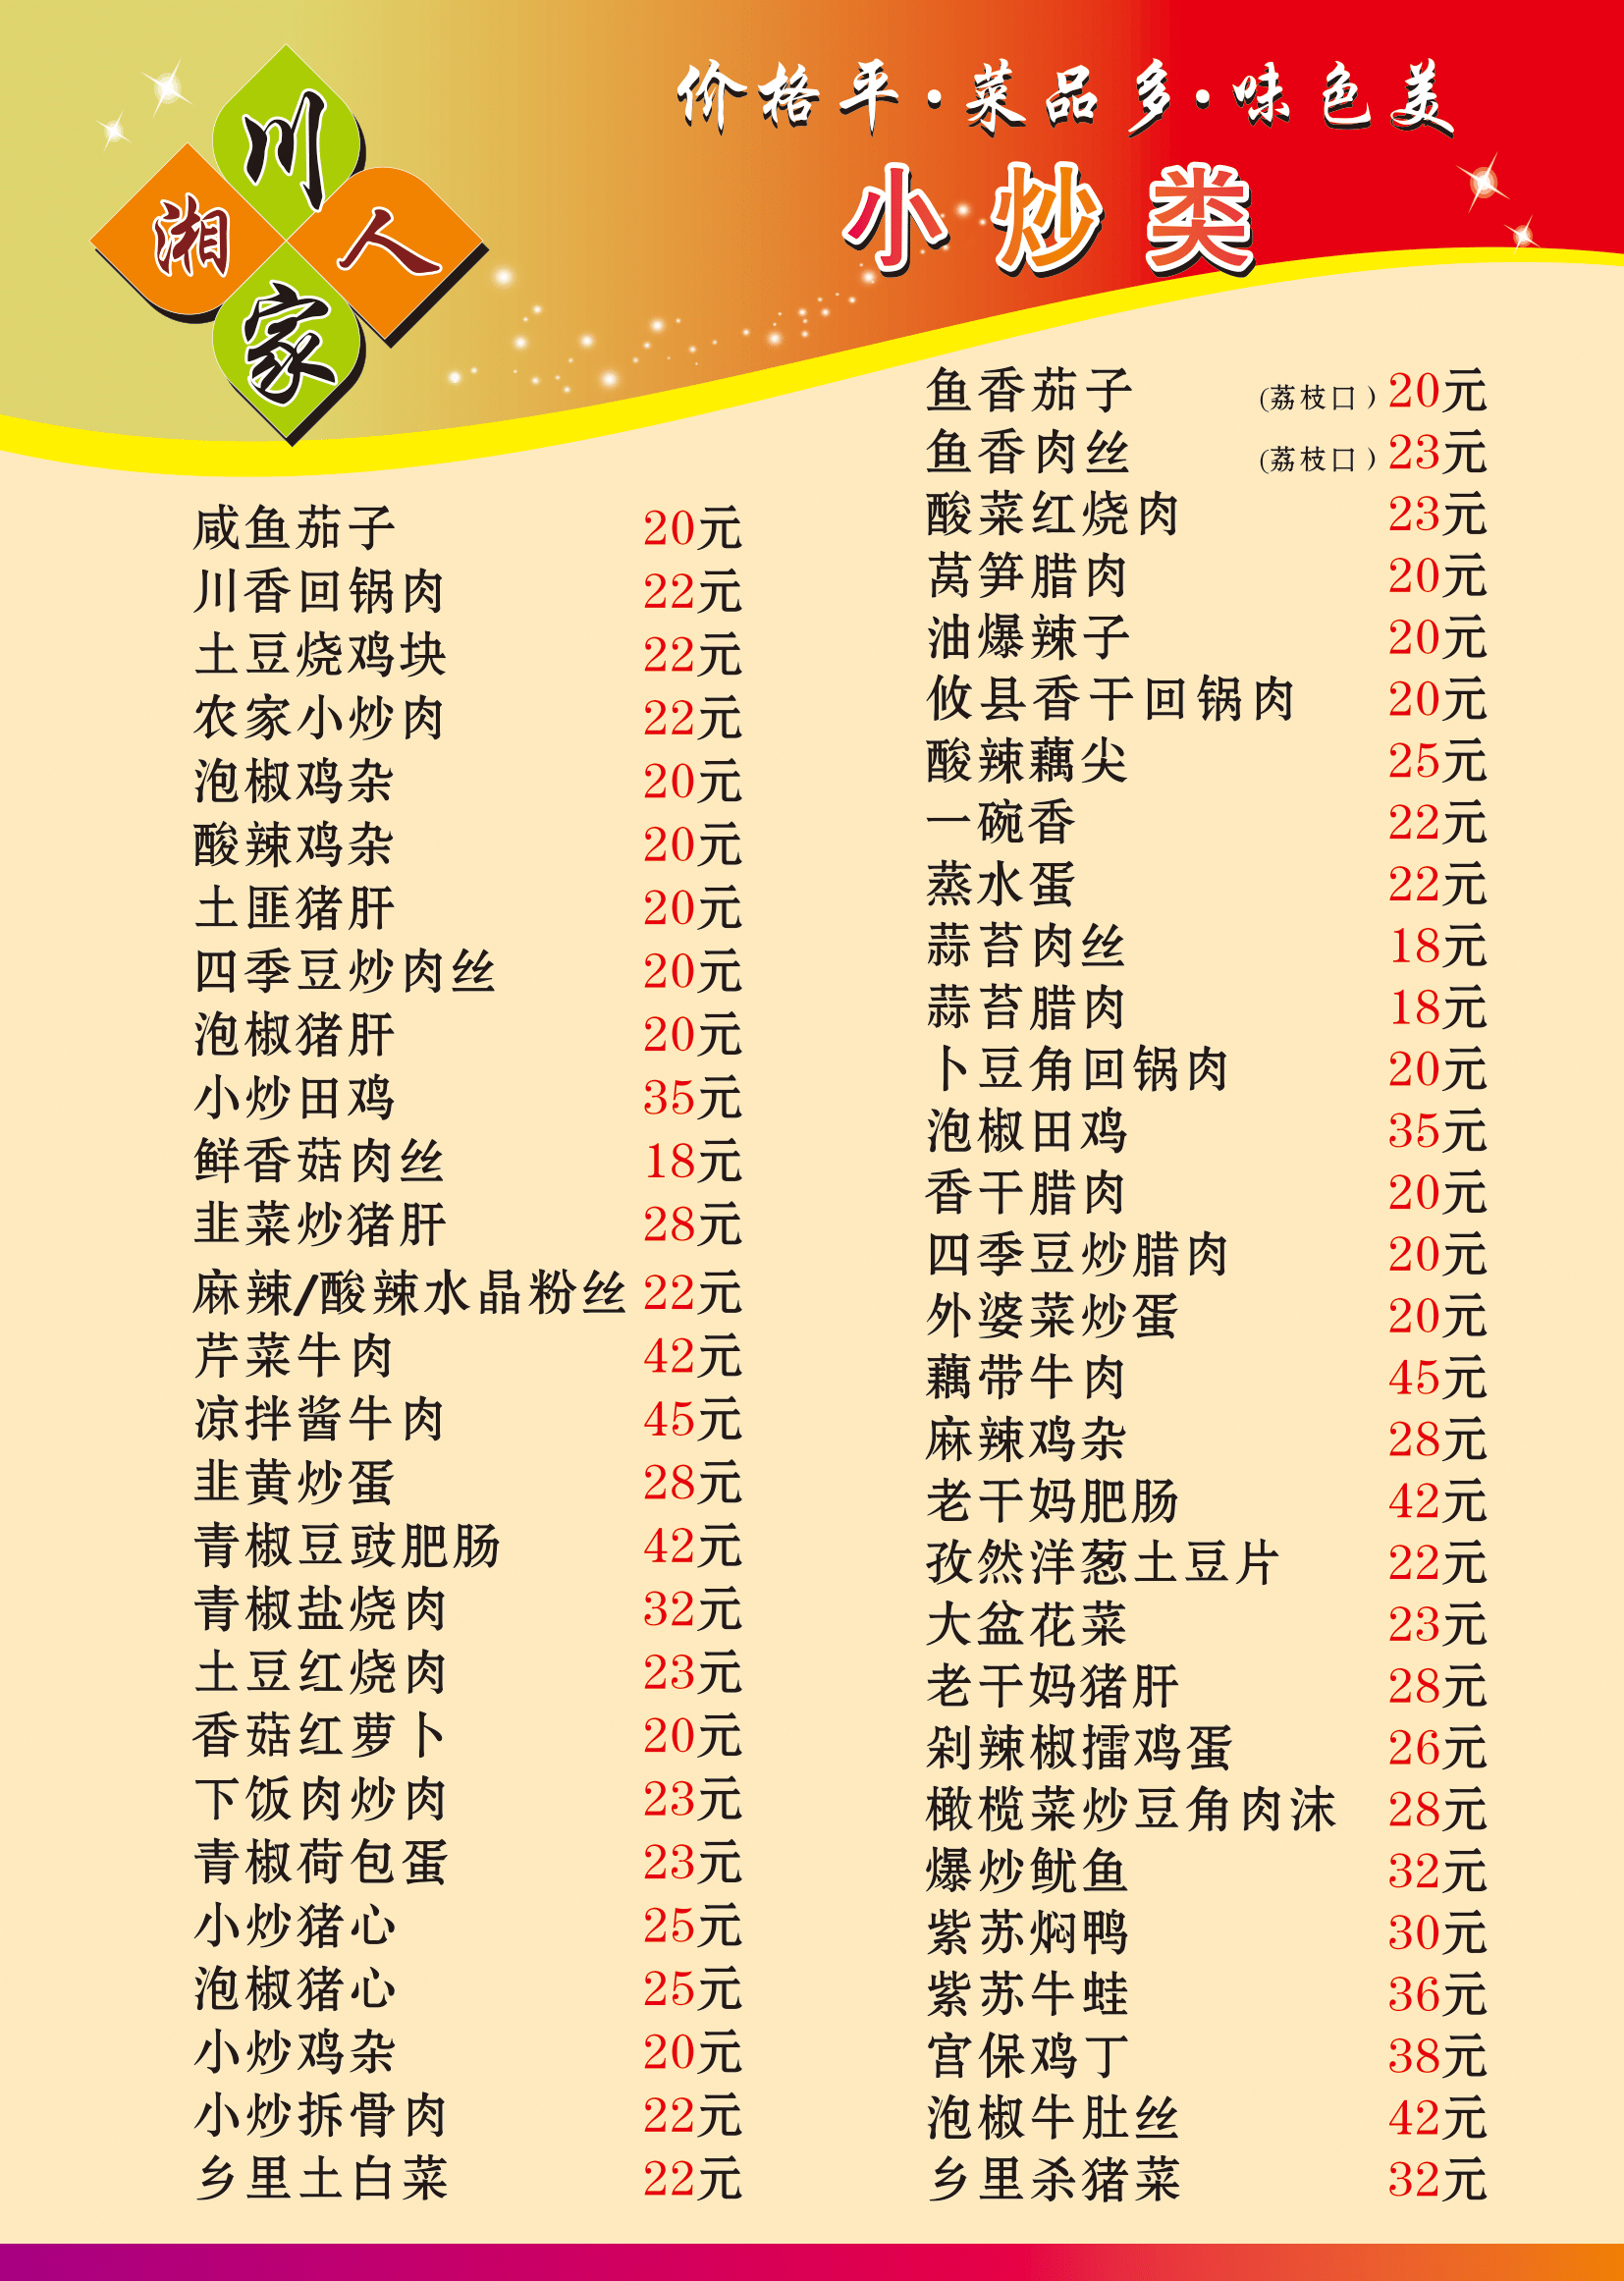 川
湘人
家
价格平·菜品多·味色美
小炒类
咸鱼茄子 20元
川香回锅肉 22元
土豆烧鸡块 22元
农家小炒肉 22元
泡椒鸡杂 20元
酸辣鸡杂 20元
土匪猪肝 20元
四季豆炒肉丝 20元
泡椒猪肝 20元
小炒田鸡 35元
鲜香菇肉丝 18元
韭菜炒猪肝 28元
麻辣/酸辣水晶粉丝 22元
芹菜牛肉 42元
凉拌酱牛肉 45元
韭黄炒蛋 28元
青椒豆豉肥肠 42元
青椒盐烧肉 32元
土豆红烧肉 23元
香菇红萝卜 20元
下饭肉炒肉 23元
青椒荷包蛋 23元
小炒猪心 25元
泡椒猪心 25元
小炒鸡杂 20元
小炒拆骨肉 22元
乡里土白菜 22元
鱼香茄子 (荔枝口) 20元
鱼香肉丝 (荔枝口) 23元
酸菜红烧肉 23元
莴笋腊肉 20元
油爆辣子 20元
攸县香干回锅肉 20元
酸辣藕尖 25元
一碗香 22元
蒸水蛋 22元
蒜苔肉丝 18元
蒜苔腊肉 18元
卜豆角回锅肉 20元
泡椒田鸡 35元
香干腊肉 20元
四季豆炒腊肉 20元
外婆菜炒蛋 20元
藕带牛肉 45元
麻辣鸡杂 28元
老干妈肥肠 42元
孜然洋葱土豆片 22元
大盆花菜 23元
老干妈猪肝 28元
剁辣椒擂鸡蛋 26元
橄榄菜炒豆角肉沫 28元
爆炒鱿鱼 32元
紫苏焖鸭 30元
紫苏牛蛙 36元
宫保鸡丁 38元
泡椒牛肚丝 42元
乡里杀猪菜 32元